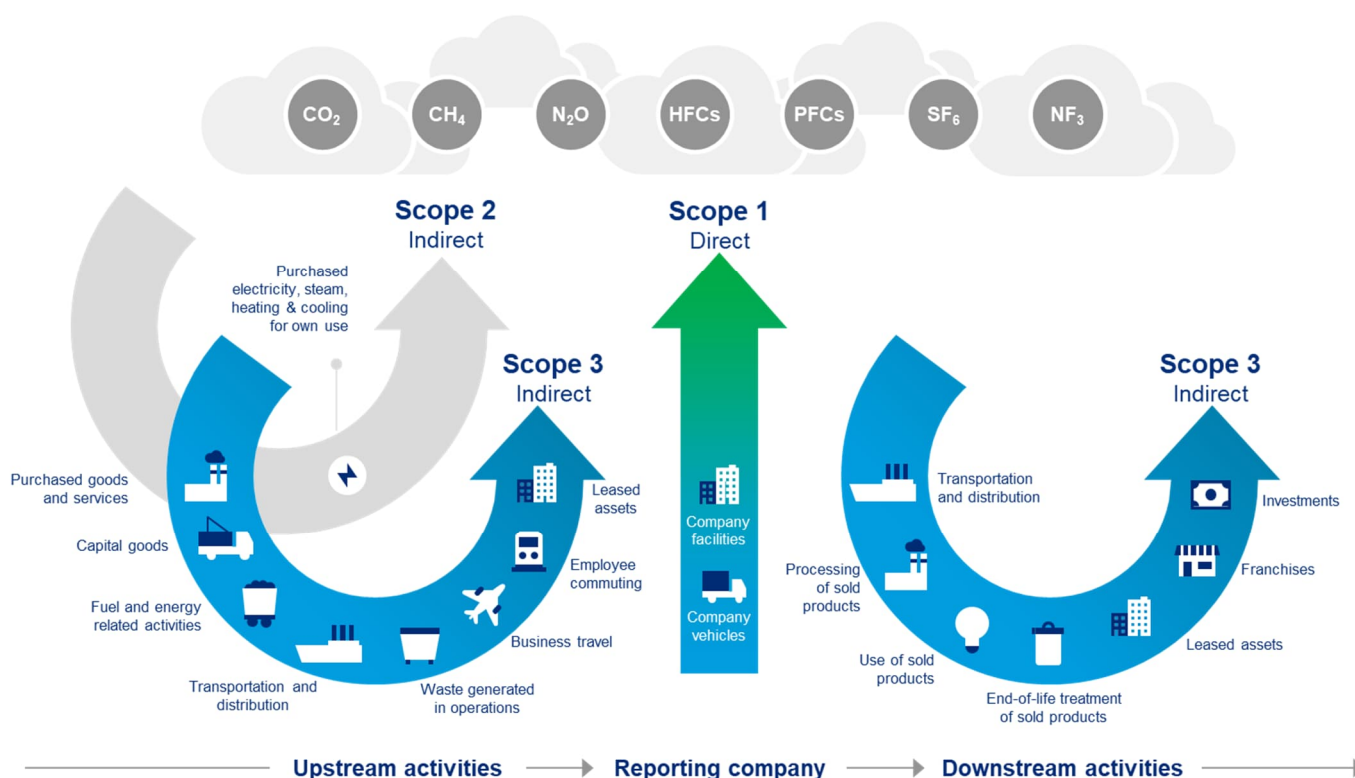 CO₂
CH₄
N₂O
HFCs
PFCs
SF₆
NF₃
Scope 2
Indirect
Scope 1
Direct
Purchased
electricity, steam,
heating & cooling
for own use
Scope 3
Indirect
Scope 3
Indirect
Purchased goods
and services
Capital goods
Fuel and energy
related activities
Transportation and
distribution
Waste generated
in operations
Business travel
Employee
commuting
Leased
assets
Company
facilities
Company
vehicles
Transportation
and distribution
Processing
of sold
products
Use of sold
products
End-of-life treatment
of sold products
Leased assets
Franchises
Investments
Upstream activities
Reporting company
Downstream activities